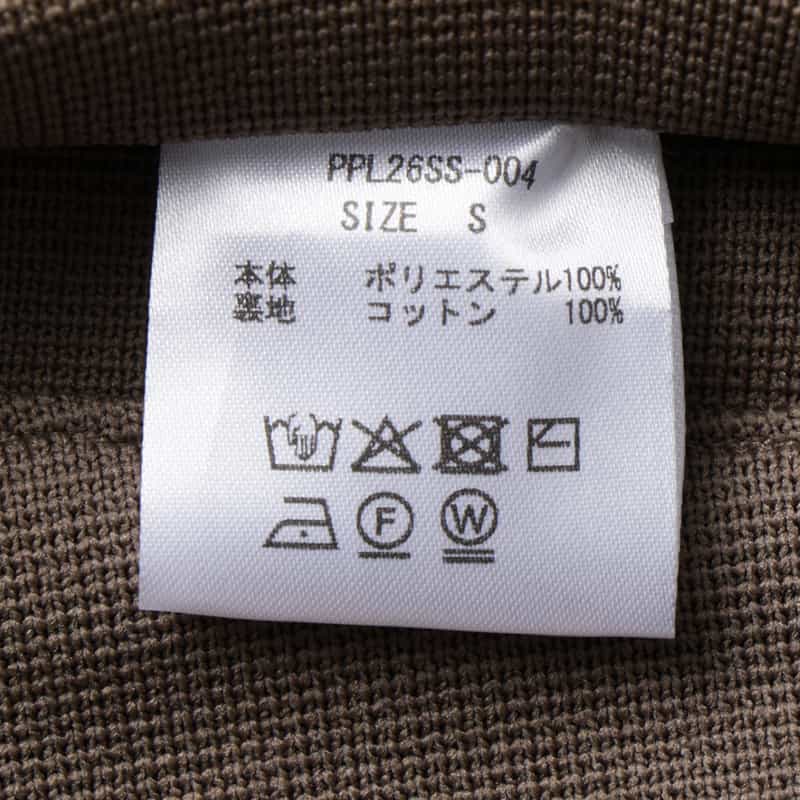 PPL26SS-004
SIZE S
本体 ポリエステル100%
裏地 コットン 100%
F W